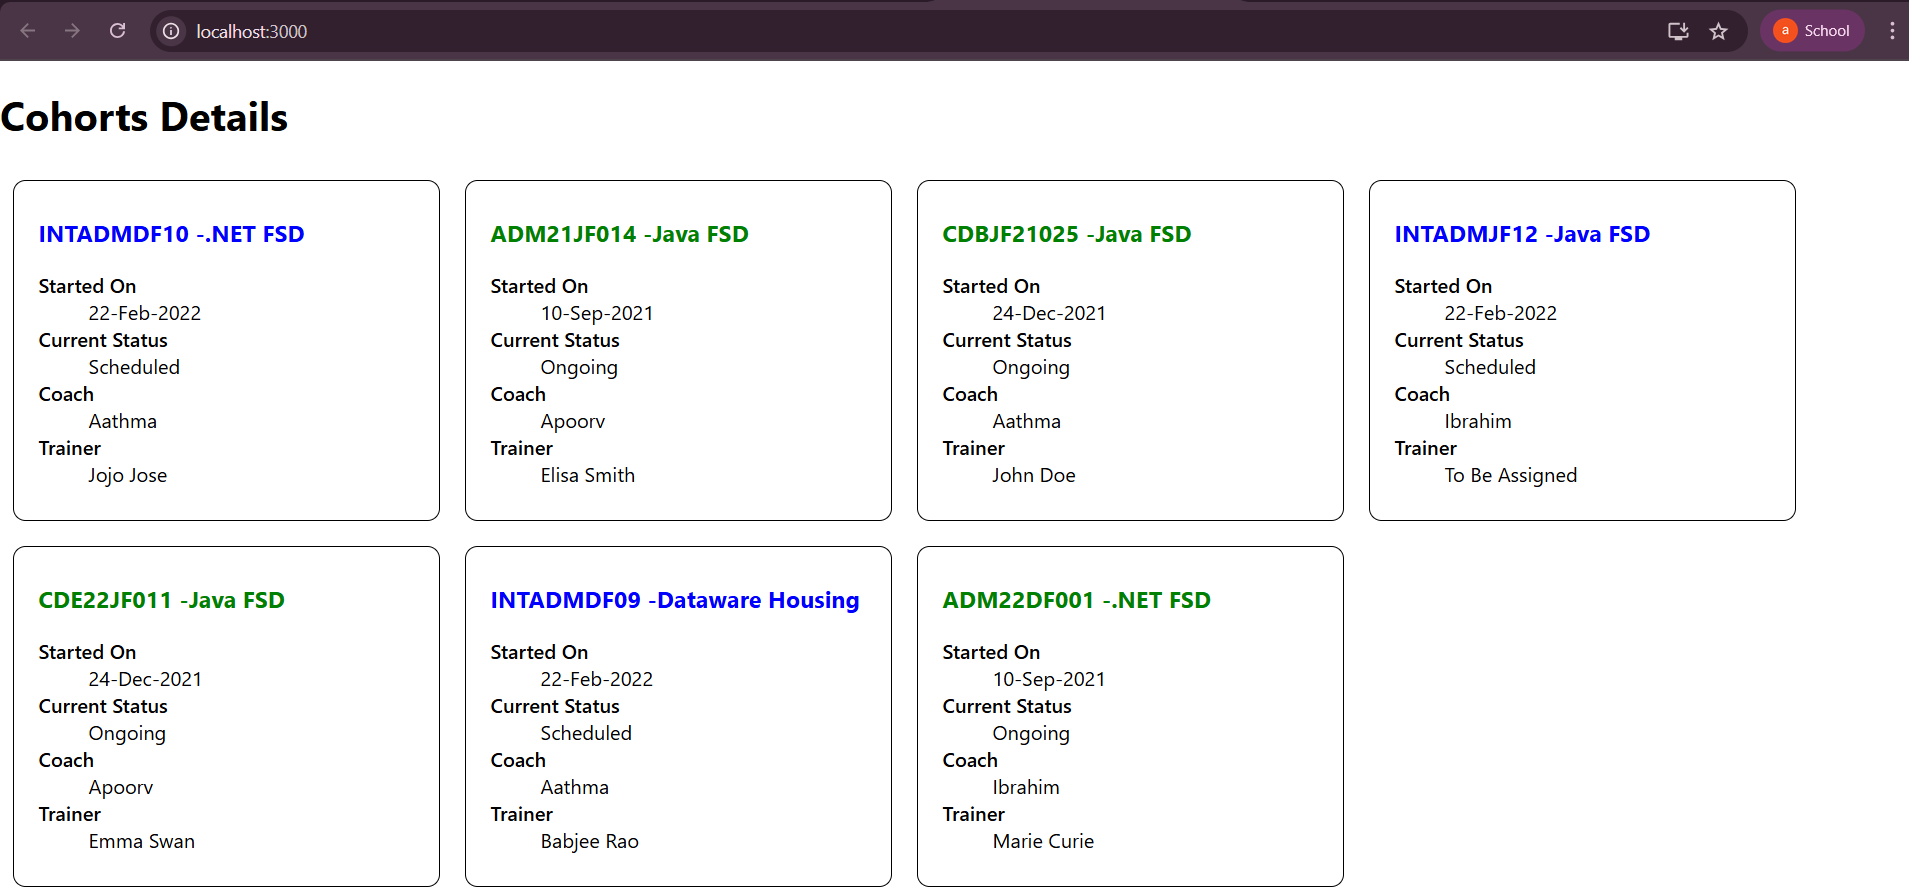 localhost:3000
a School
Cohorts Details
INTADMDF10 -.NET FSD
Started On
22-Feb-2022
Current Status
Scheduled
Coach
Aathma
Trainer
Jojo Jose
ADM21JF014 -Java FSD
Started On
10-Sep-2021
Current Status
Ongoing
Coach
Apoorv
Trainer
Elisa Smith
CDBJF21025 -Java FSD
Started On
24-Dec-2021
Current Status
Ongoing
Coach
Aathma
Trainer
John Doe
INTADMJF12 -Java FSD
Started On
22-Feb-2022
Current Status
Scheduled
Coach
Ibrahim
Trainer
To Be Assigned
CDE22JF011 -Java FSD
Started On
24-Dec-2021
Current Status
Ongoing
Coach
Apoorv
Trainer
Emma Swan
INTADMDF09 -Dataware Housing
Started On
22-Feb-2022
Current Status
Scheduled
Coach
Aathma
Trainer
Babjee Rao
ADM22DF001 -.NET FSD
Started On
10-Sep-2021
Current Status
Ongoing
Coach
Ibrahim
Trainer
Marie Curie